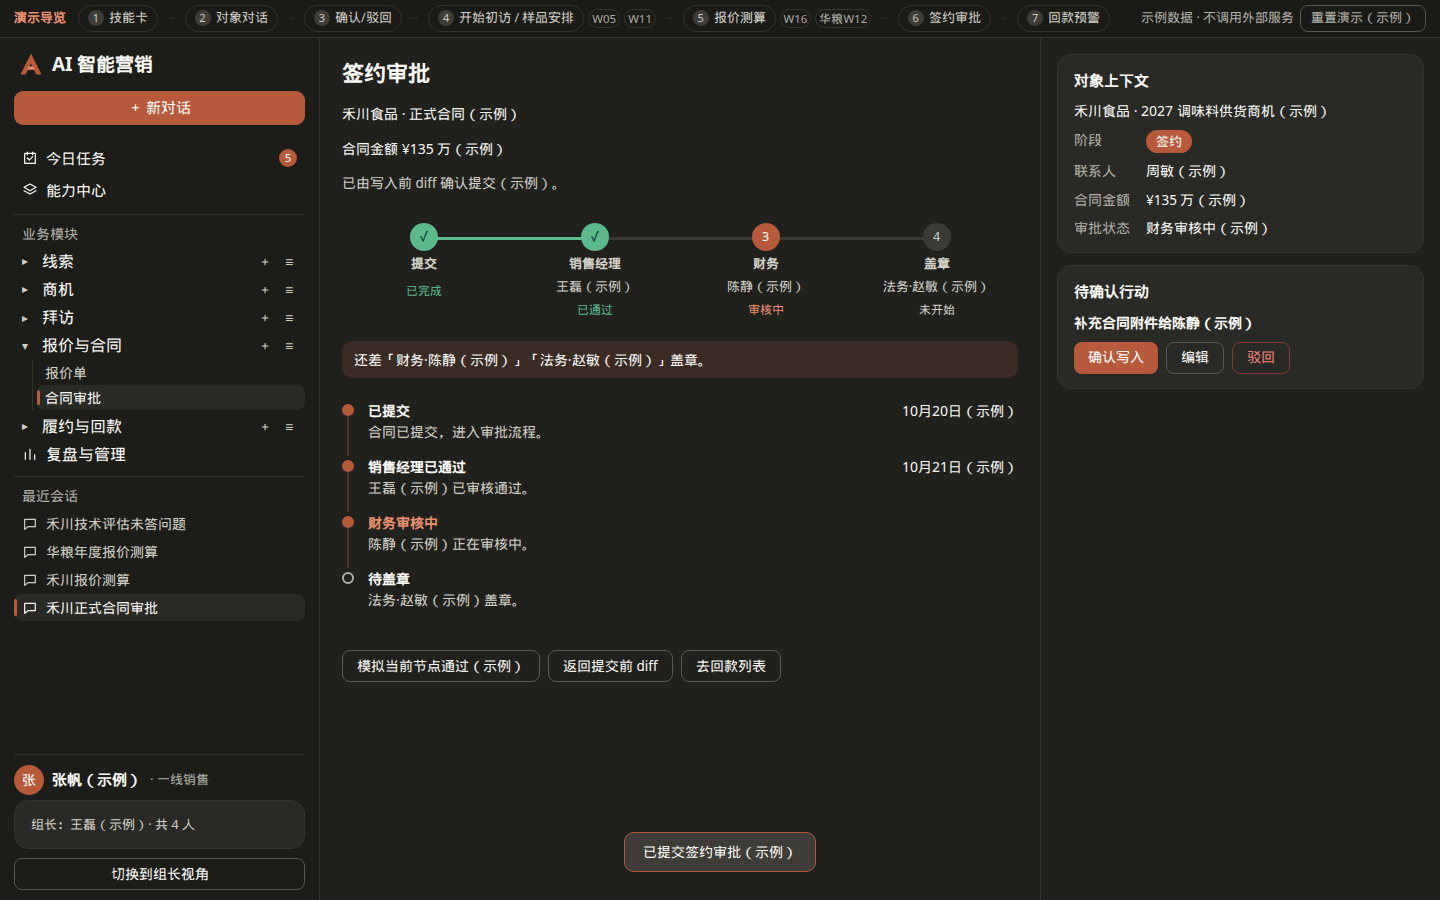 演示导览 1 技能卡 → 2 对象对话 → 3 确认/驳回 → 4 开始初访 / 样品安排 W05 W11 → 5 报价测算 W16 华粮W12 → 6 签约审批 → 7 回款预警 示例数据 · 不调用外部服务 重置演示（示例）
AI 智能营销
+ 新对话
今日任务 5
能力中心
业务模块
▸ 线索 + ≡
▸ 商机 + ≡
▸ 拜访 + ≡
▾ 报价与合同 + ≡
报价单
合同审批
▸ 履约与回款 + ≡
复盘与管理
最近会话
禾川技术评估未答问题
华粮年度报价测算
禾川报价测算
禾川正式合同审批
张 张帆（示例） · 一线销售
组长：王磊（示例）· 共 4 人
切换到组长视角
签约审批
禾川食品 · 正式合同（示例）
合同金额 ¥135 万（示例）
已由写入前 diff 确认提交（示例）。
✓ ✓ 3 4
提交 销售经理 财务 盖章
王磊（示例） 陈静（示例） 法务·赵敏（示例）
已完成 已通过 审核中 未开始
还差「财务·陈静（示例）」「法务·赵敏（示例）」盖章。
已提交 10月20日（示例）
合同已提交，进入审批流程。
销售经理已通过 10月21日（示例）
王磊（示例）已审核通过。
财务审核中
陈静（示例）正在审核中。
待盖章
法务·赵敏（示例）盖章。
模拟当前节点通过（示例） 返回提交前 diff 去回款列表
已提交签约审批（示例）
对象上下文
禾川食品 · 2027 调味料供货商机（示例）
阶段 签约
联系人 周敏（示例）
合同金额 ¥135 万（示例）
审批状态 财务审核中（示例）
待确认行动
补充合同附件给陈静（示例）
确认写入 编辑 驳回